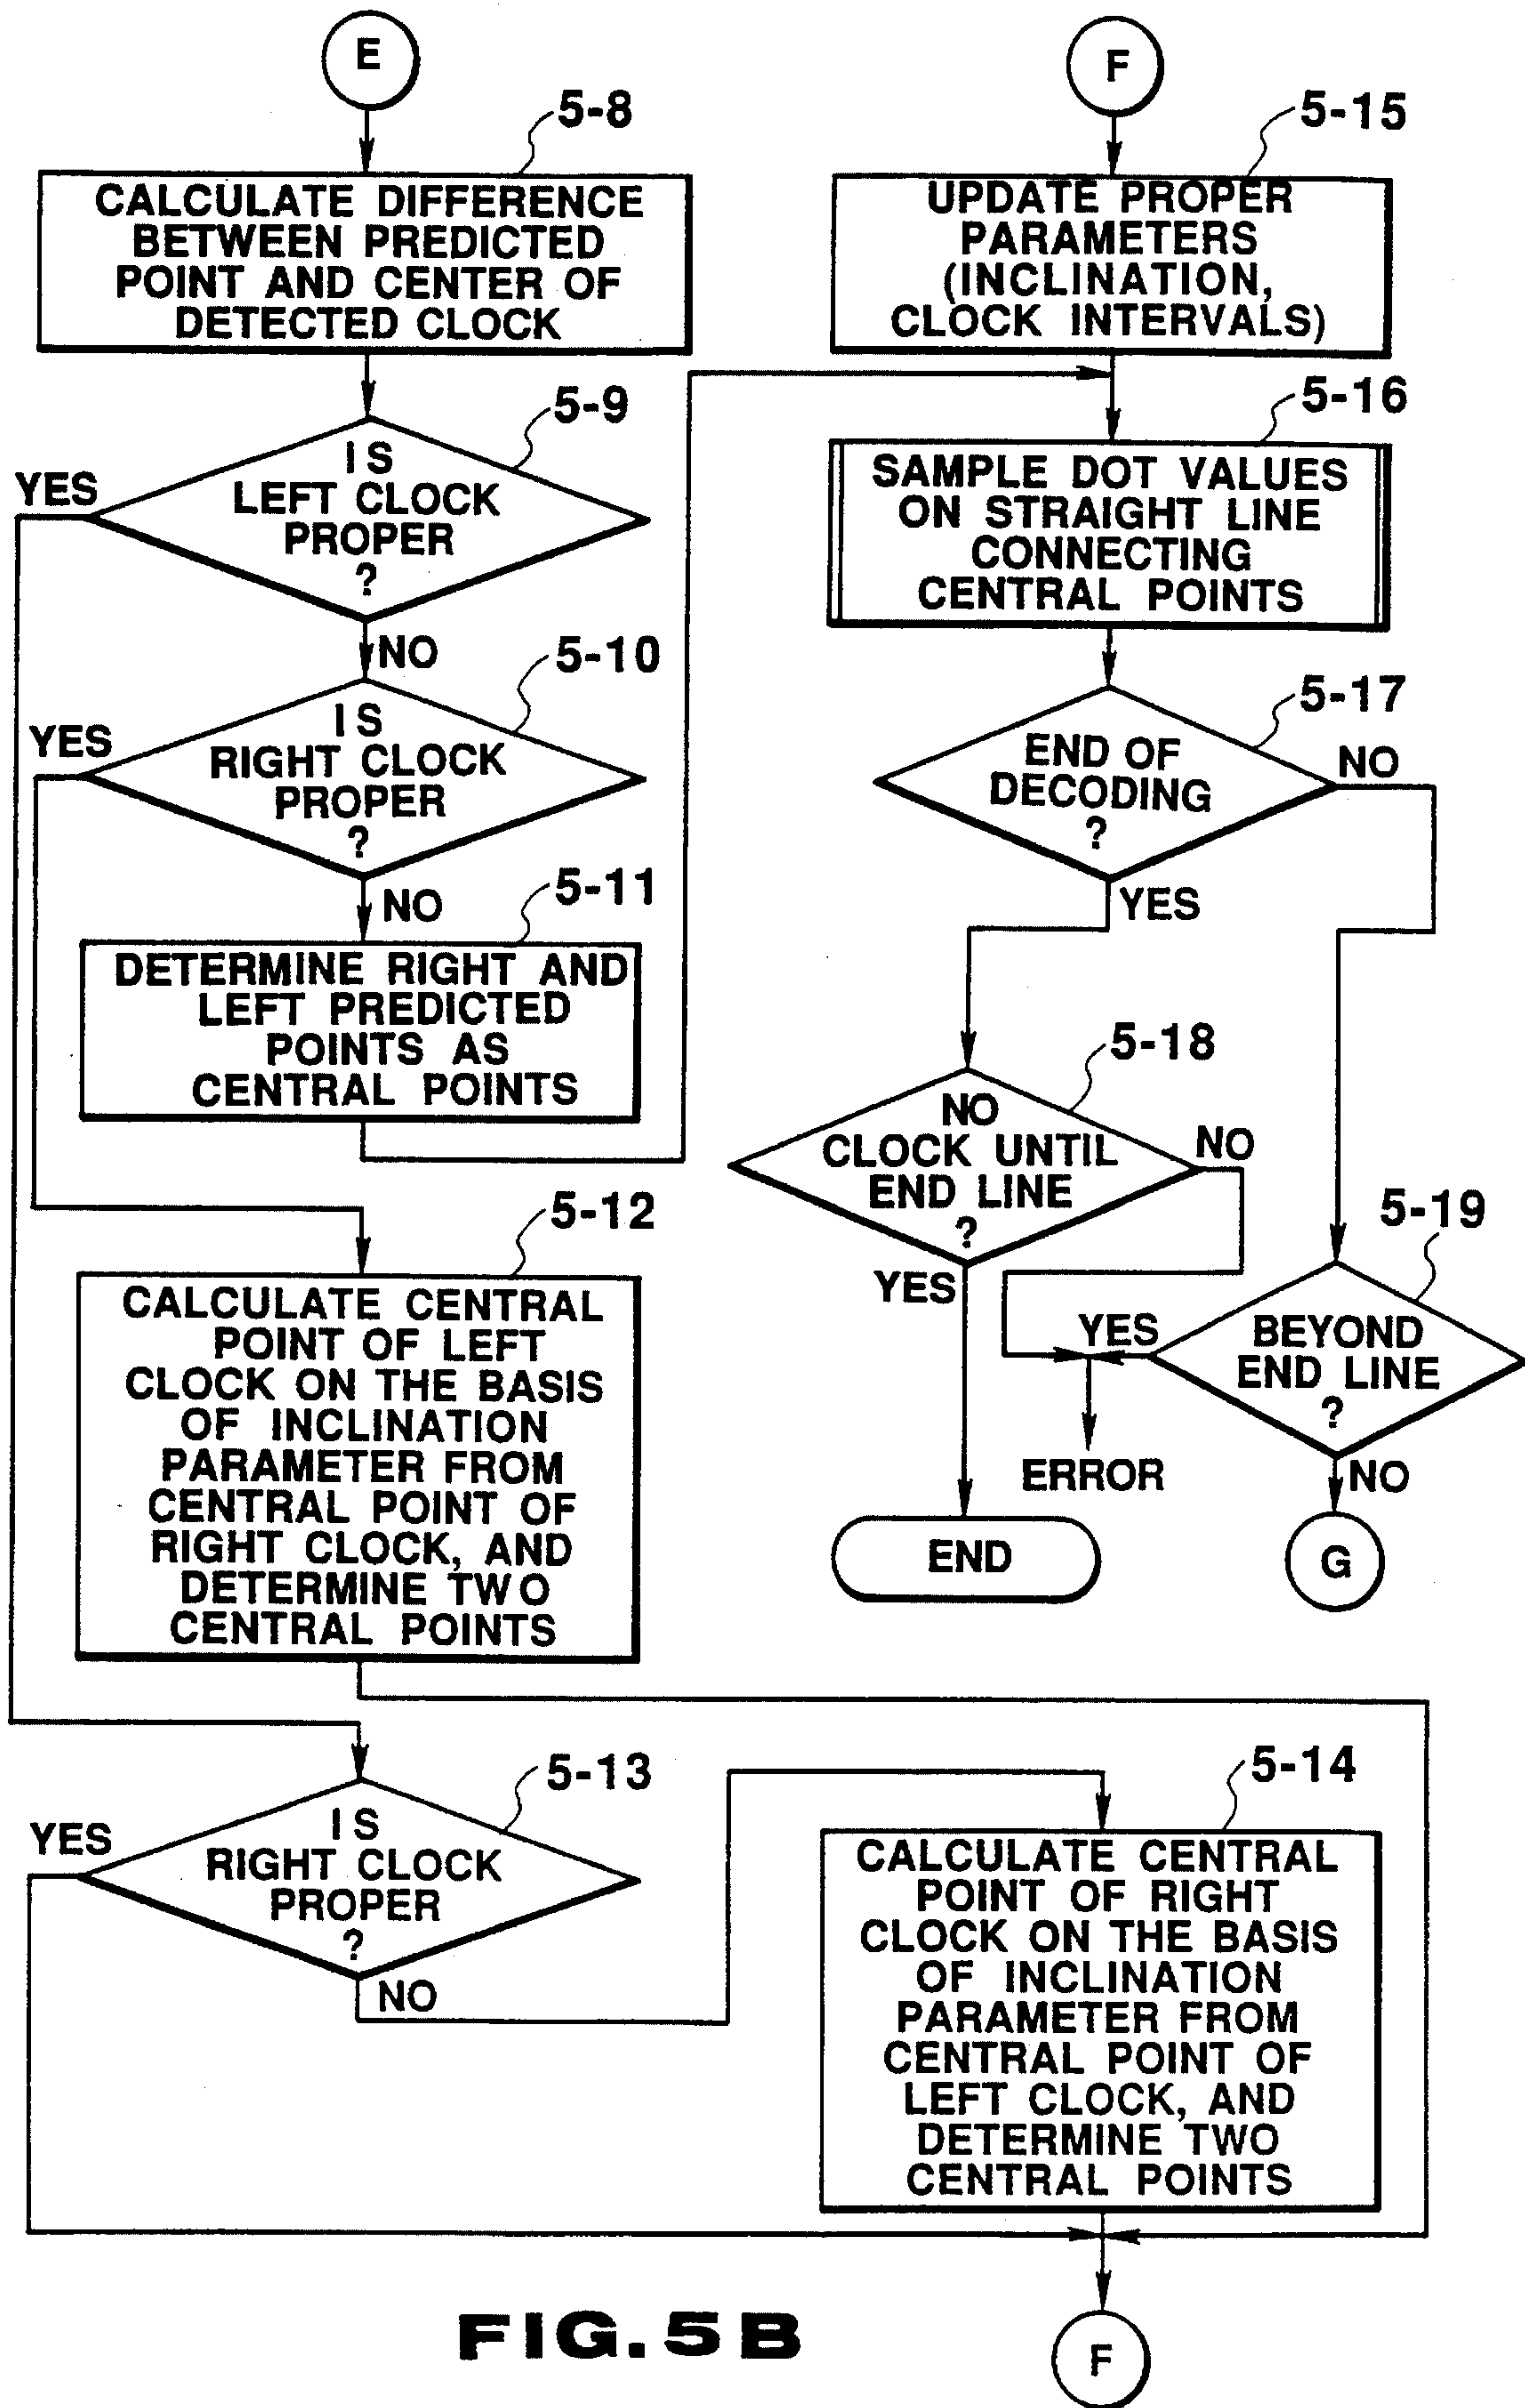 E
5-8
CALCULATE DIFFERENCE
BETWEEN PREDICTED
POINT AND CENTER OF
DETECTED CLOCK
5-9
IS
LEFT CLOCK
PROPER
?
YES
NO
5-10
IS
RIGHT CLOCK
PROPER
?
YES
NO
5-11
DETERMINE RIGHT AND
LEFT PREDICTED
POINTS AS
CENTRAL POINTS
5-12
CALCULATE CENTRAL
POINT OF LEFT
CLOCK ON THE BASIS
OF INCLINATION
PARAMETER FROM
CENTRAL POINT OF
RIGHT CLOCK, AND
DETERMINE TWO
CENTRAL POINTS
5-13
IS
RIGHT CLOCK
PROPER
?
YES
NO
5-14
CALCULATE CENTRAL
POINT OF RIGHT
CLOCK ON THE BASIS
OF INCLINATION
PARAMETER FROM
CENTRAL POINT OF
LEFT CLOCK, AND
DETERMINE TWO
CENTRAL POINTS
F
F
5-15
UPDATE PROPER
PARAMETERS
(INCLINATION,
CLOCK INTERVALS)
5-16
SAMPLE DOT VALUES
ON STRAIGHT LINE
CONNECTING
CENTRAL POINTS
5-17
END OF
DECODING
?
NO
YES
5-18
NO
CLOCK UNTIL
END LINE
?
NO
YES
5-19
BEYOND
END LINE
?
YES
NO
ERROR
END
G
FIG.5B